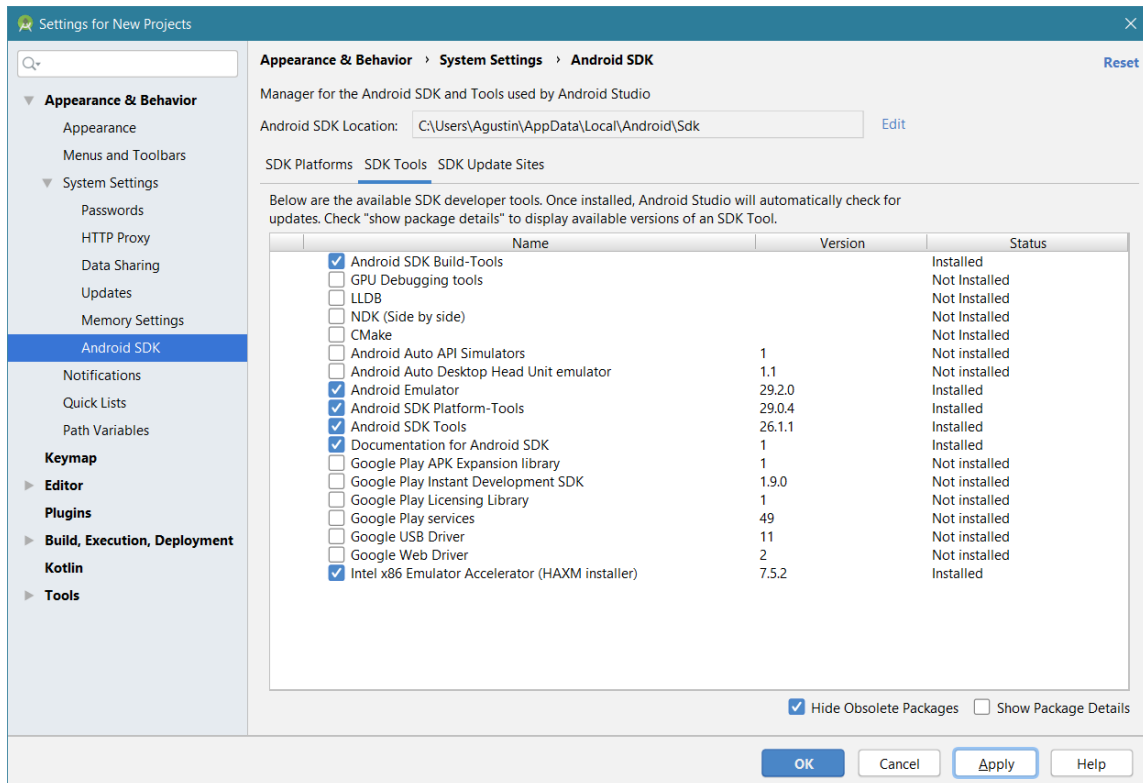 Settings for New Projects
Appearance & Behavior
Appearance
Menus and Toolbars
System Settings
Passwords
HTTP Proxy
Data Sharing
Updates
Memory Settings
Android SDK
Notifications
Quick Lists
Path Variables
Keymap
Editor
Plugins
Build, Execution, Deployment
Kotlin
Tools
Appearance & Behavior › System Settings › Android SDK
Reset
Manager for the Android SDK and Tools used by Android Studio
Android SDK Location: C:\Users\Agustin\AppData\Local\Android\Sdk Edit
SDK Platforms SDK Tools SDK Update Sites
Below are the available SDK developer tools. Once installed, Android Studio will automatically check for
updates. Check "show package details" to display available versions of an SDK Tool.
Name Version Status
Android SDK Build-Tools Installed
GPU Debugging tools Not Installed
LLDB Not Installed
NDK (Side by side) Not Installed
CMake Not Installed
Android Auto API Simulators 1 Not installed
Android Auto Desktop Head Unit emulator 1.1 Not installed
Android Emulator 29.2.0 Installed
Android SDK Platform-Tools 29.0.4 Installed
Android SDK Tools 26.1.1 Installed
Documentation for Android SDK 1 Installed
Google Play APK Expansion library 1 Not installed
Google Play Instant Development SDK 1.9.0 Not installed
Google Play Licensing Library 1 Not installed
Google Play services 49 Not installed
Google USB Driver 11 Not installed
Google Web Driver 2 Not installed
Intel x86 Emulator Accelerator (HAXM installer) 7.5.2 Installed
Hide Obsolete Packages Show Package Details
OK Cancel Apply Help